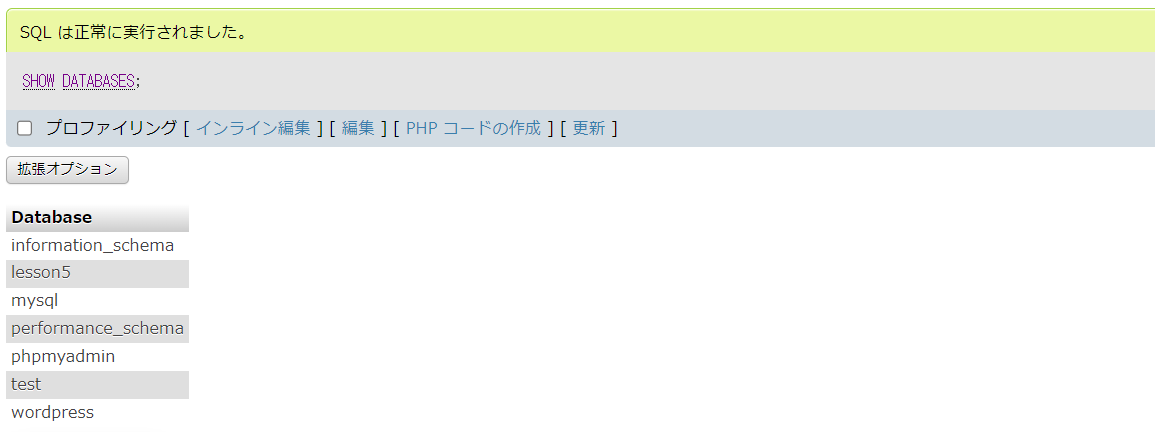 SQL は正常に実行されました。
SHOW DATABASES;
プロファイリング [ インライン編集 ] [ 編集 ] [ PHP コードの作成 ] [ 更新 ]
拡張オプション
Database
information_schema
lesson5
mysql
performance_schema
phpmyadmin
test
wordpress